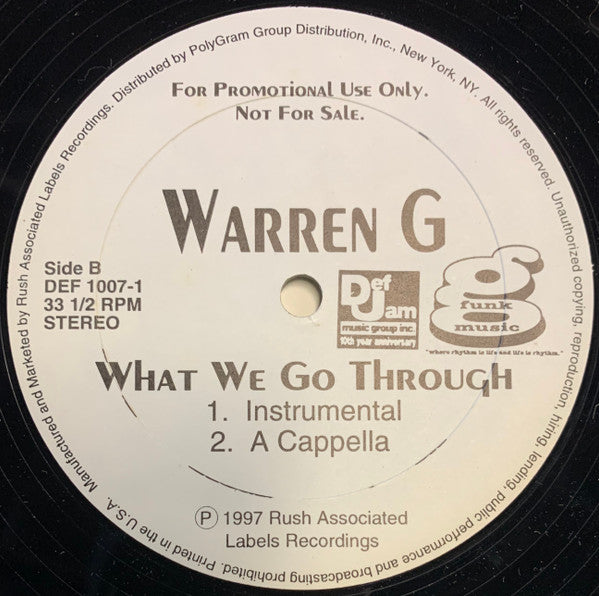 For Promotional Use Only.
Not For Sale.
Warren G
Side B
DEF 1007-1
33 1/2 RPM
STEREO
Def
Jam
music group inc.
10th year anniversary
g
funk
music
"where rhythm is life and life is rhythm."
What We Go Through
1. Instrumental
2. A Cappella
Ⓟ 1997 Rush Associated
Labels Recordings
Manufactured and Marketed by Rush Associated Labels Recordings. Distributed by PolyGram Group Distribution, Inc., New York, NY. All rights reserved. Unauthorized copying, reproduction, hiring, lending, public performance and broadcasting prohibited. Printed in the U.S.A.